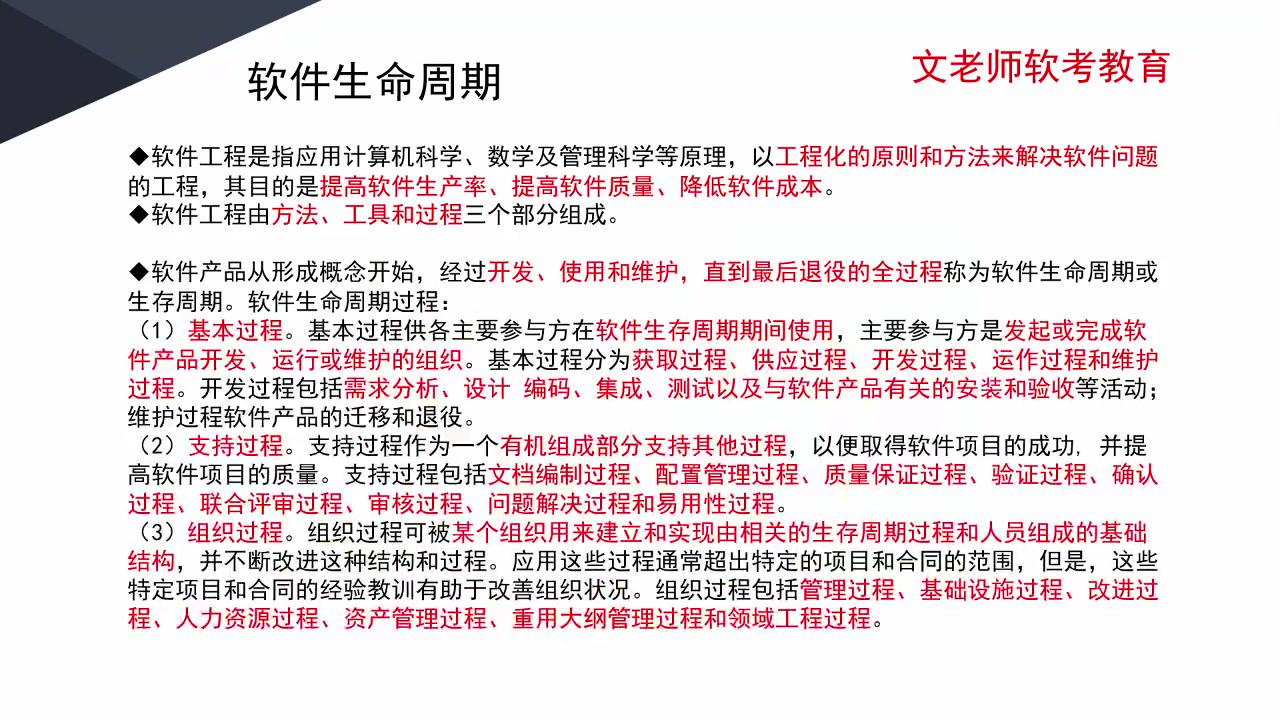 软件生命周期
文老师软考教育
◆软件工程是指应用计算机科学、数学及管理科学等原理，以工程化的原则和方法来解决软件问题
的工程，其目的是提高软件生产率、提高软件质量、降低软件成本。
◆软件工程由方法、工具和过程三个部分组成。
◆软件产品从形成概念开始，经过开发、使用和维护，直到最后退役的全过程称为软件生命周期或
生存周期。软件生命周期过程：
（1）基本过程。基本过程供各主要参与方在软件生存周期期间使用，主要参与方是发起或完成软
件产品开发、运行或维护的组织。基本过程分为获取过程、供应过程、开发过程、运作过程和维护
过程。开发过程包括需求分析、设计 编码、集成、测试以及与软件产品有关的安装和验收等活动；
维护过程软件产品的迁移和退役。
（2）支持过程。支持过程作为一个有机组成部分支持其他过程，以便取得软件项目的成功, 并提
高软件项目的质量。支持过程包括文档编制过程、配置管理过程、质量保证过程、验证过程、确认
过程、联合评审过程、审核过程、问题解决过程和易用性过程。
（3）组织过程。组织过程可被某个组织用来建立和实现由相关的生存周期过程和人员组成的基础
结构，并不断改进这种结构和过程。应用这些过程通常超出特定的项目和合同的范围，但是，这些
特定项目和合同的经验教训有助于改善组织状况。组织过程包括管理过程、基础设施过程、改进过
程、人力资源过程、资产管理过程、重用大纲管理过程和领域工程过程。